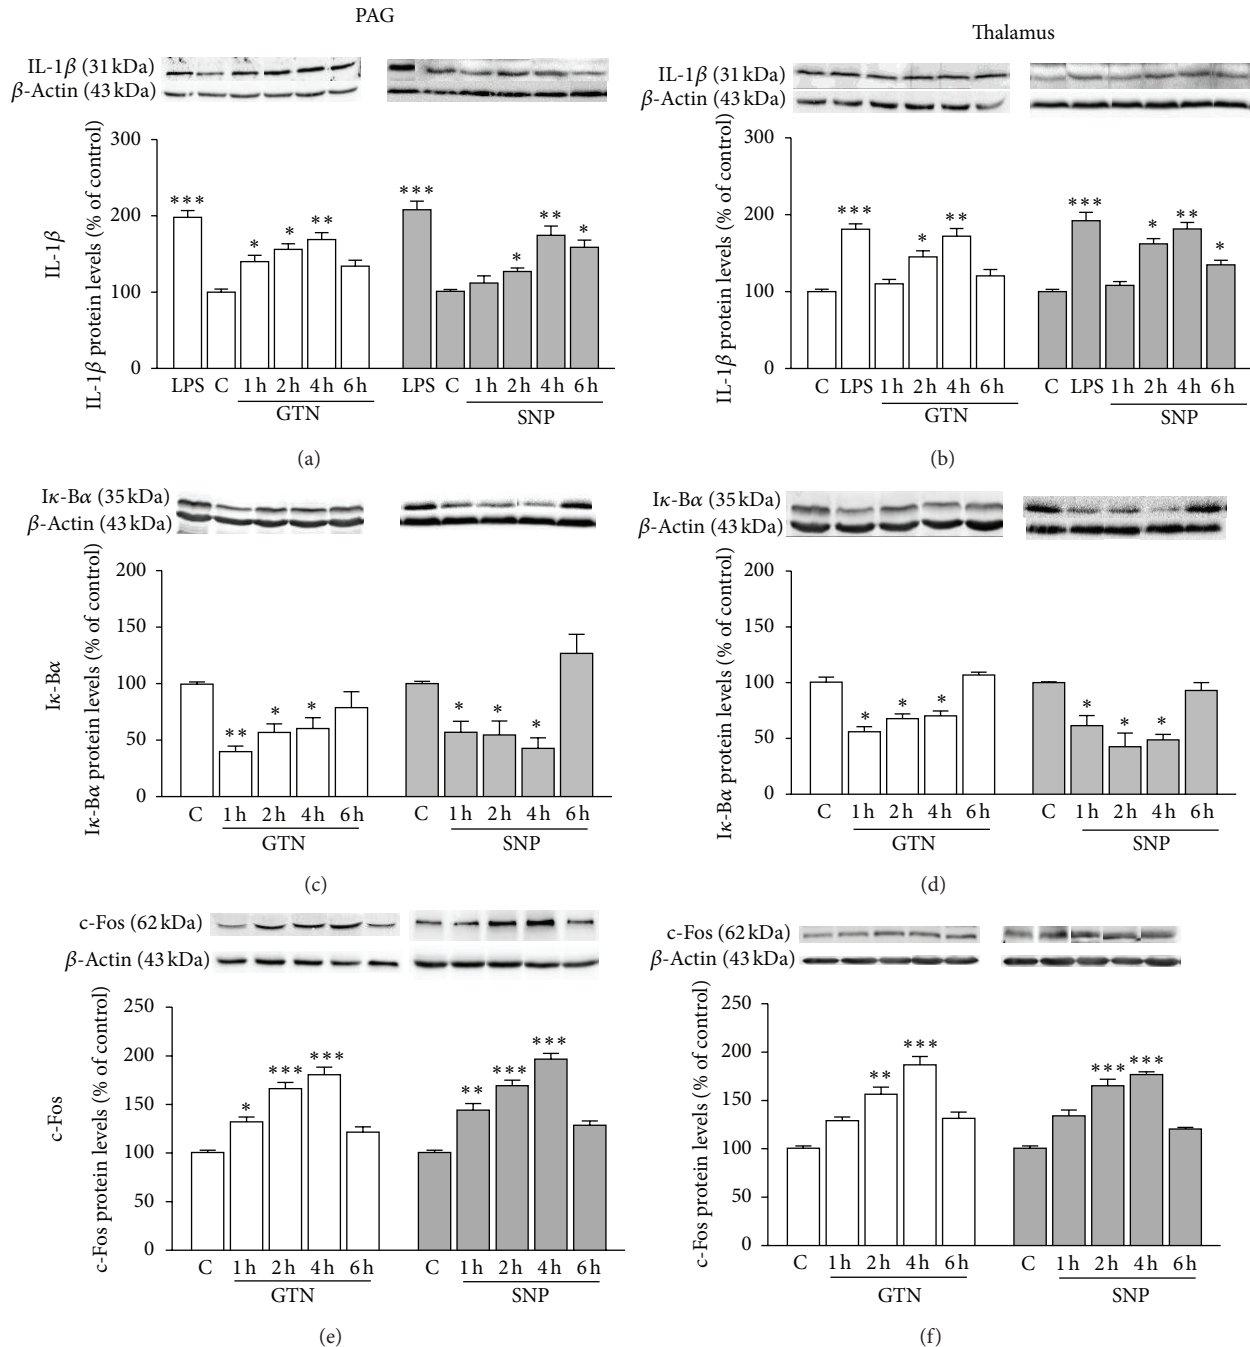 PAG
Thalamus
IL-1β (31 kDa)
β-Actin (43 kDa)
IL-1β
IL-1β protein levels (% of control)
300
200
100
0
***
*
*
**
***
*
**
*
LPS C 1 h 2 h 4 h 6 h LPS C 1 h 2 h 4 h 6 h
GTN SNP
(a)
IL-1β (31 kDa)
β-Actin (43 kDa)
IL-1β protein levels (% of control)
300
200
100
0
***
*
**
***
*
**
*
C LPS 1 h 2 h 4 h 6 h C LPS 1 h 2 h 4 h 6 h
GTN SNP
(b)
Iκ-Bα (35 kDa)
β-Actin (43 kDa)
Iκ-Bα
Iκ-Bα protein levels (% of control)
200
150
100
50
0
**
*
*
*
*
*
C 1 h 2 h 4 h 6 h C 1 h 2 h 4 h 6 h
GTN SNP
(c)
Iκ-Bα (35 kDa)
β-Actin (43 kDa)
Iκ-Bα protein levels (% of control)
200
150
100
50
0
*
*
*
*
*
*
C 1 h 2 h 4 h 6 h C 1 h 2 h 4 h 6 h
GTN SNP
(d)
c-Fos (62 kDa)
β-Actin (43 kDa)
c-Fos
c-Fos protein levels (% of control)
250
200
150
100
50
0
*
***
***
**
***
***
C 1 h 2 h 4 h 6 h C 1 h 2 h 4 h 6 h
GTN SNP
(e)
c-Fos (62 kDa)
β-Actin (43 kDa)
c-Fos protein levels (% of control)
250
200
150
100
50
0
**
***
***
***
C 1 h 2 h 4 h 6 h C 1 h 2 h 4 h 6 h
GTN SNP
(f)